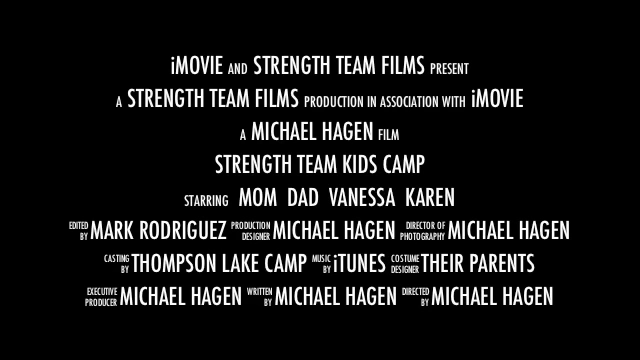 iMOVIE AND STRENGTH TEAM FILMS PRESENT
A STRENGTH TEAM FILMS PRODUCTION IN ASSOCIATION WITH iMOVIE
A MICHAEL HAGEN FILM
STRENGTH TEAM KIDS CAMP
STARRING MOM DAD VANESSA KAREN
EDITED BY MARK RODRIGUEZ PRODUCTION DESIGNER MICHAEL HAGEN DIRECTOR OF PHOTOGRAPHY MICHAEL HAGEN
CASTING BY THOMPSON LAKE CAMP MUSIC BY iTUNES COSTUME DESIGNER THEIR PARENTS
EXECUTIVE PRODUCER MICHAEL HAGEN WRITTEN BY MICHAEL HAGEN DIRECTED BY MICHAEL HAGEN